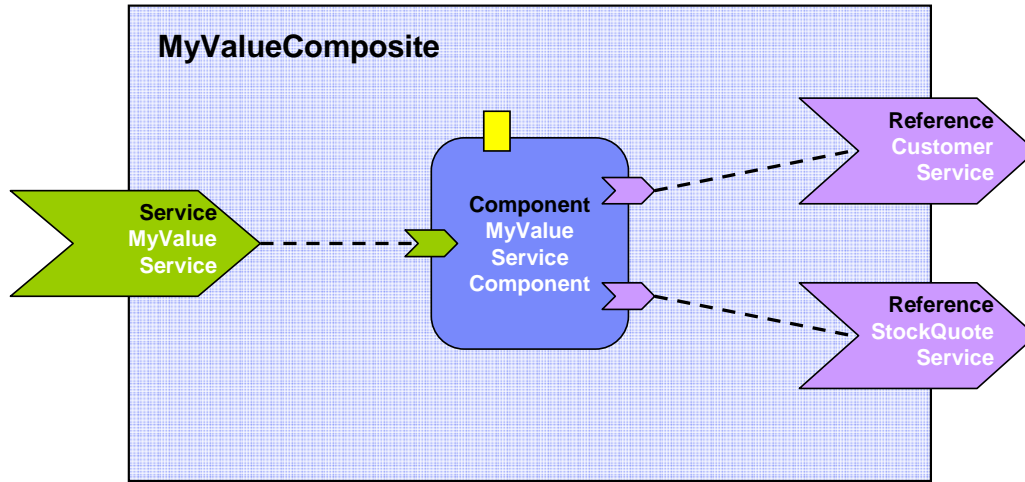 MyValueComposite
Service
MyValue
Service
Component
MyValue
Service
Component
Reference
Customer
Service
Reference
StockQuote
Service